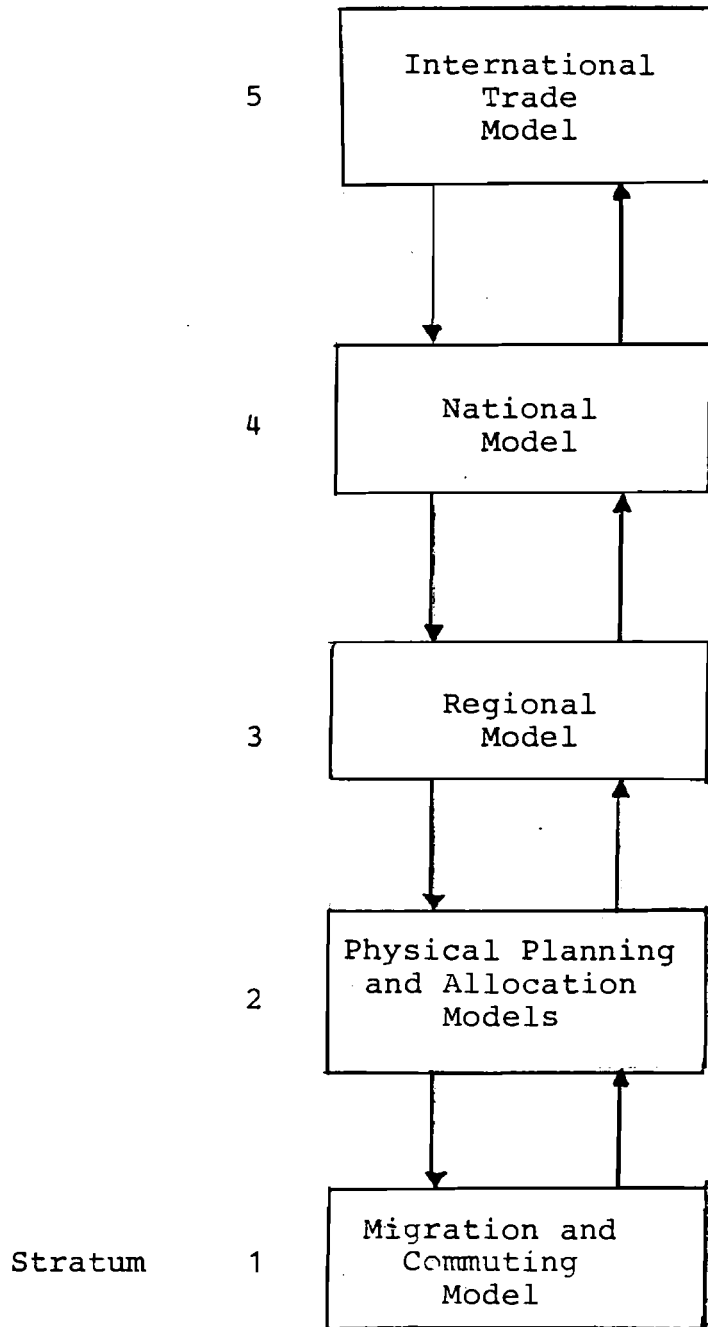 International
Trade
Model
5
National
Model
4
Regional
Model
3
Physical Planning
and Allocation
Models
2
Migration and
Commuting
Model
Stratum 1